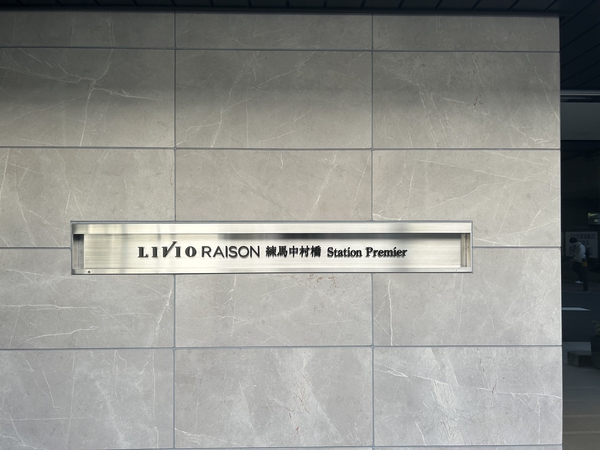 LIVIO RAISON 練馬中村橋 Station Premier